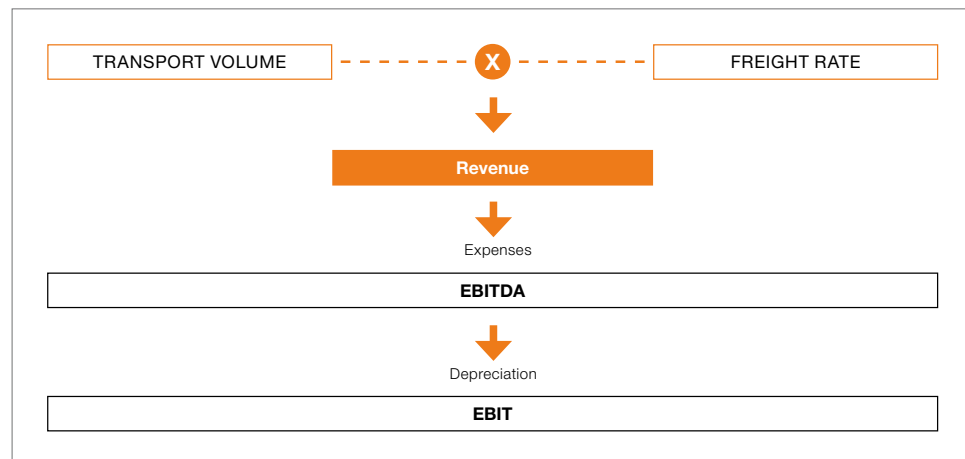 TRANSPORT VOLUME
X
FREIGHT RATE
Revenue
Expenses
EBITDA
Depreciation
EBIT